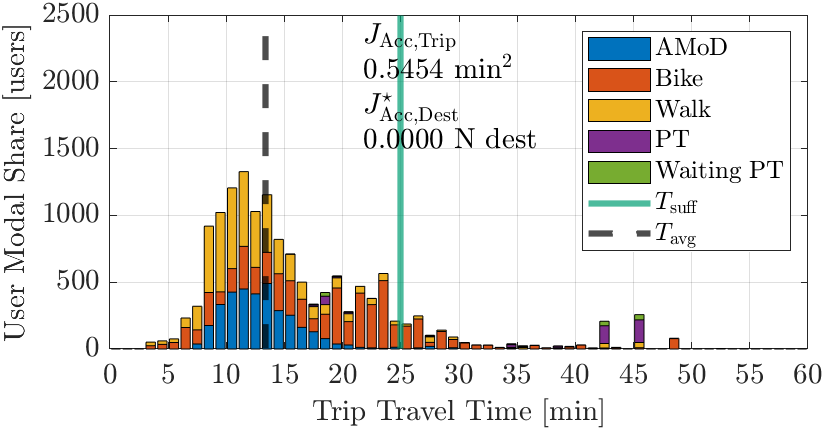 2500
2000
1500
1000
500
0
User Modal Share [users]
J_Acc,Trip
0.5454 min²
J⋆_Acc,Dest
0.0000 N dest
AMoD
Bike
Walk
PT
Waiting PT
T_suff
T_avg
0 5 10 15 20 25 30 35 40 45 50 55 60
Trip Travel Time [min]